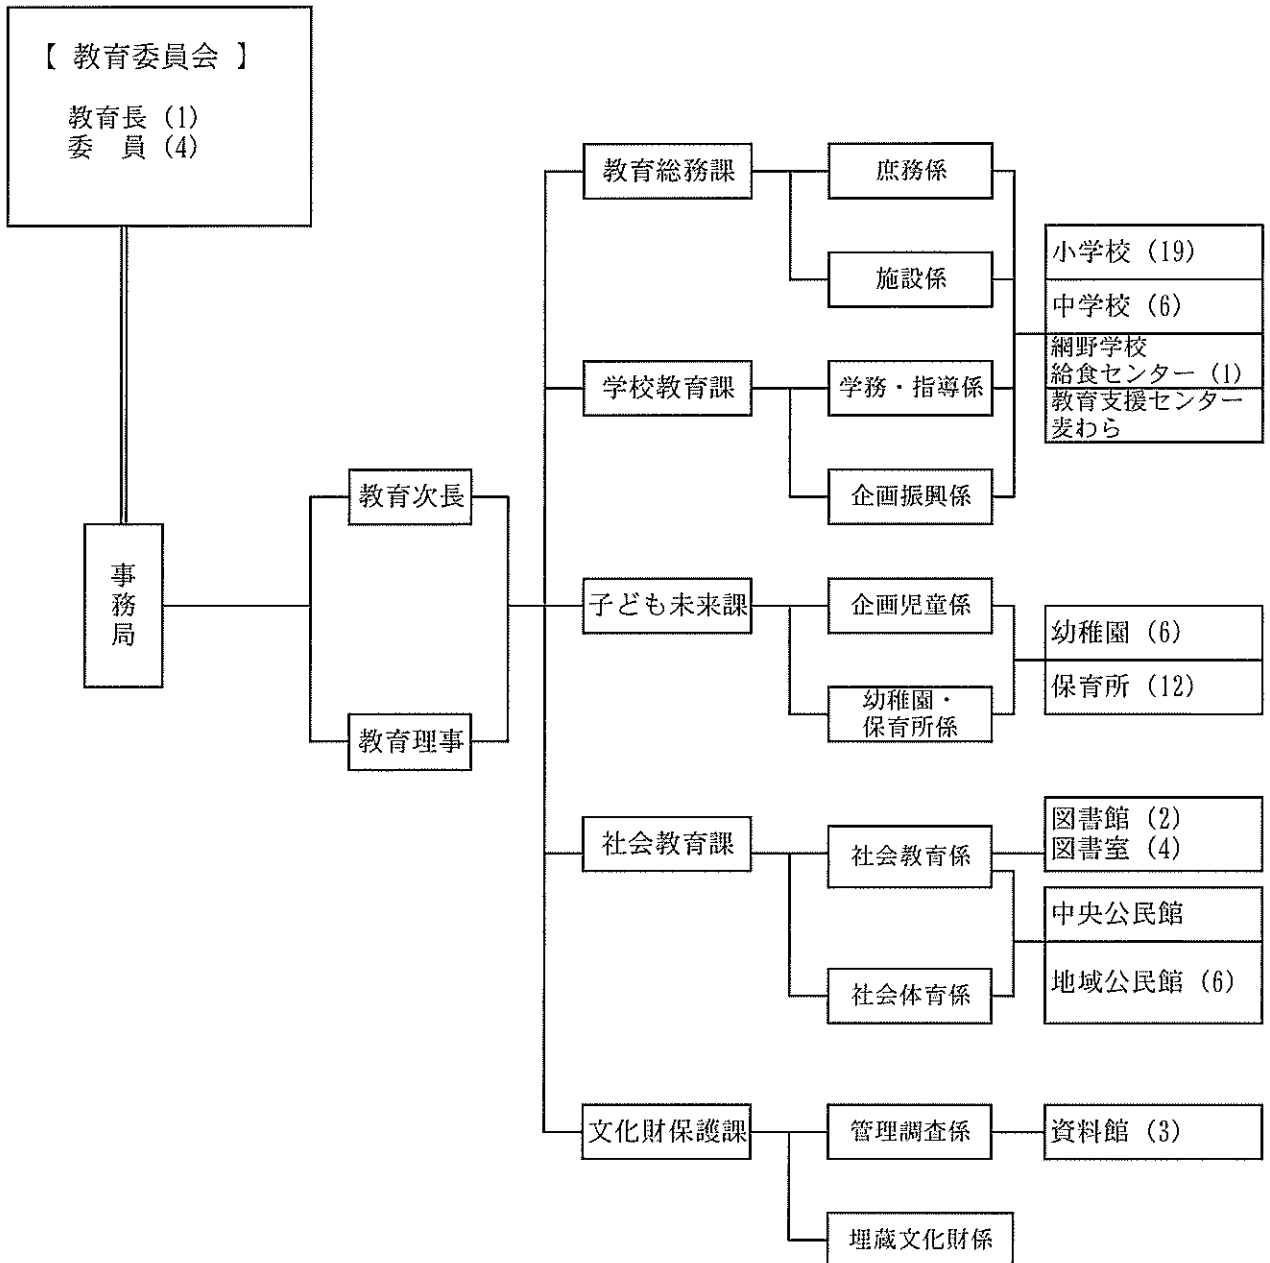 【 教育委員会 】
教育長 (1)
委　員 (4)
事務局
教育次長
教育理事
教育総務課
庶務係
施設係
学校教育課
学務・指導係
企画振興係
小学校 (19)
中学校 (6)
網野学校
給食センター (1)
教育支援センター
麦わら
子ども未来課
企画児童係
幼稚園・
保育所係
幼稚園 (6)
保育所 (12)
社会教育課
社会教育係
社会体育係
図書館 (2)
図書室 (4)
中央公民館
地域公民館 (6)
文化財保護課
管理調査係
資料館 (3)
埋蔵文化財係